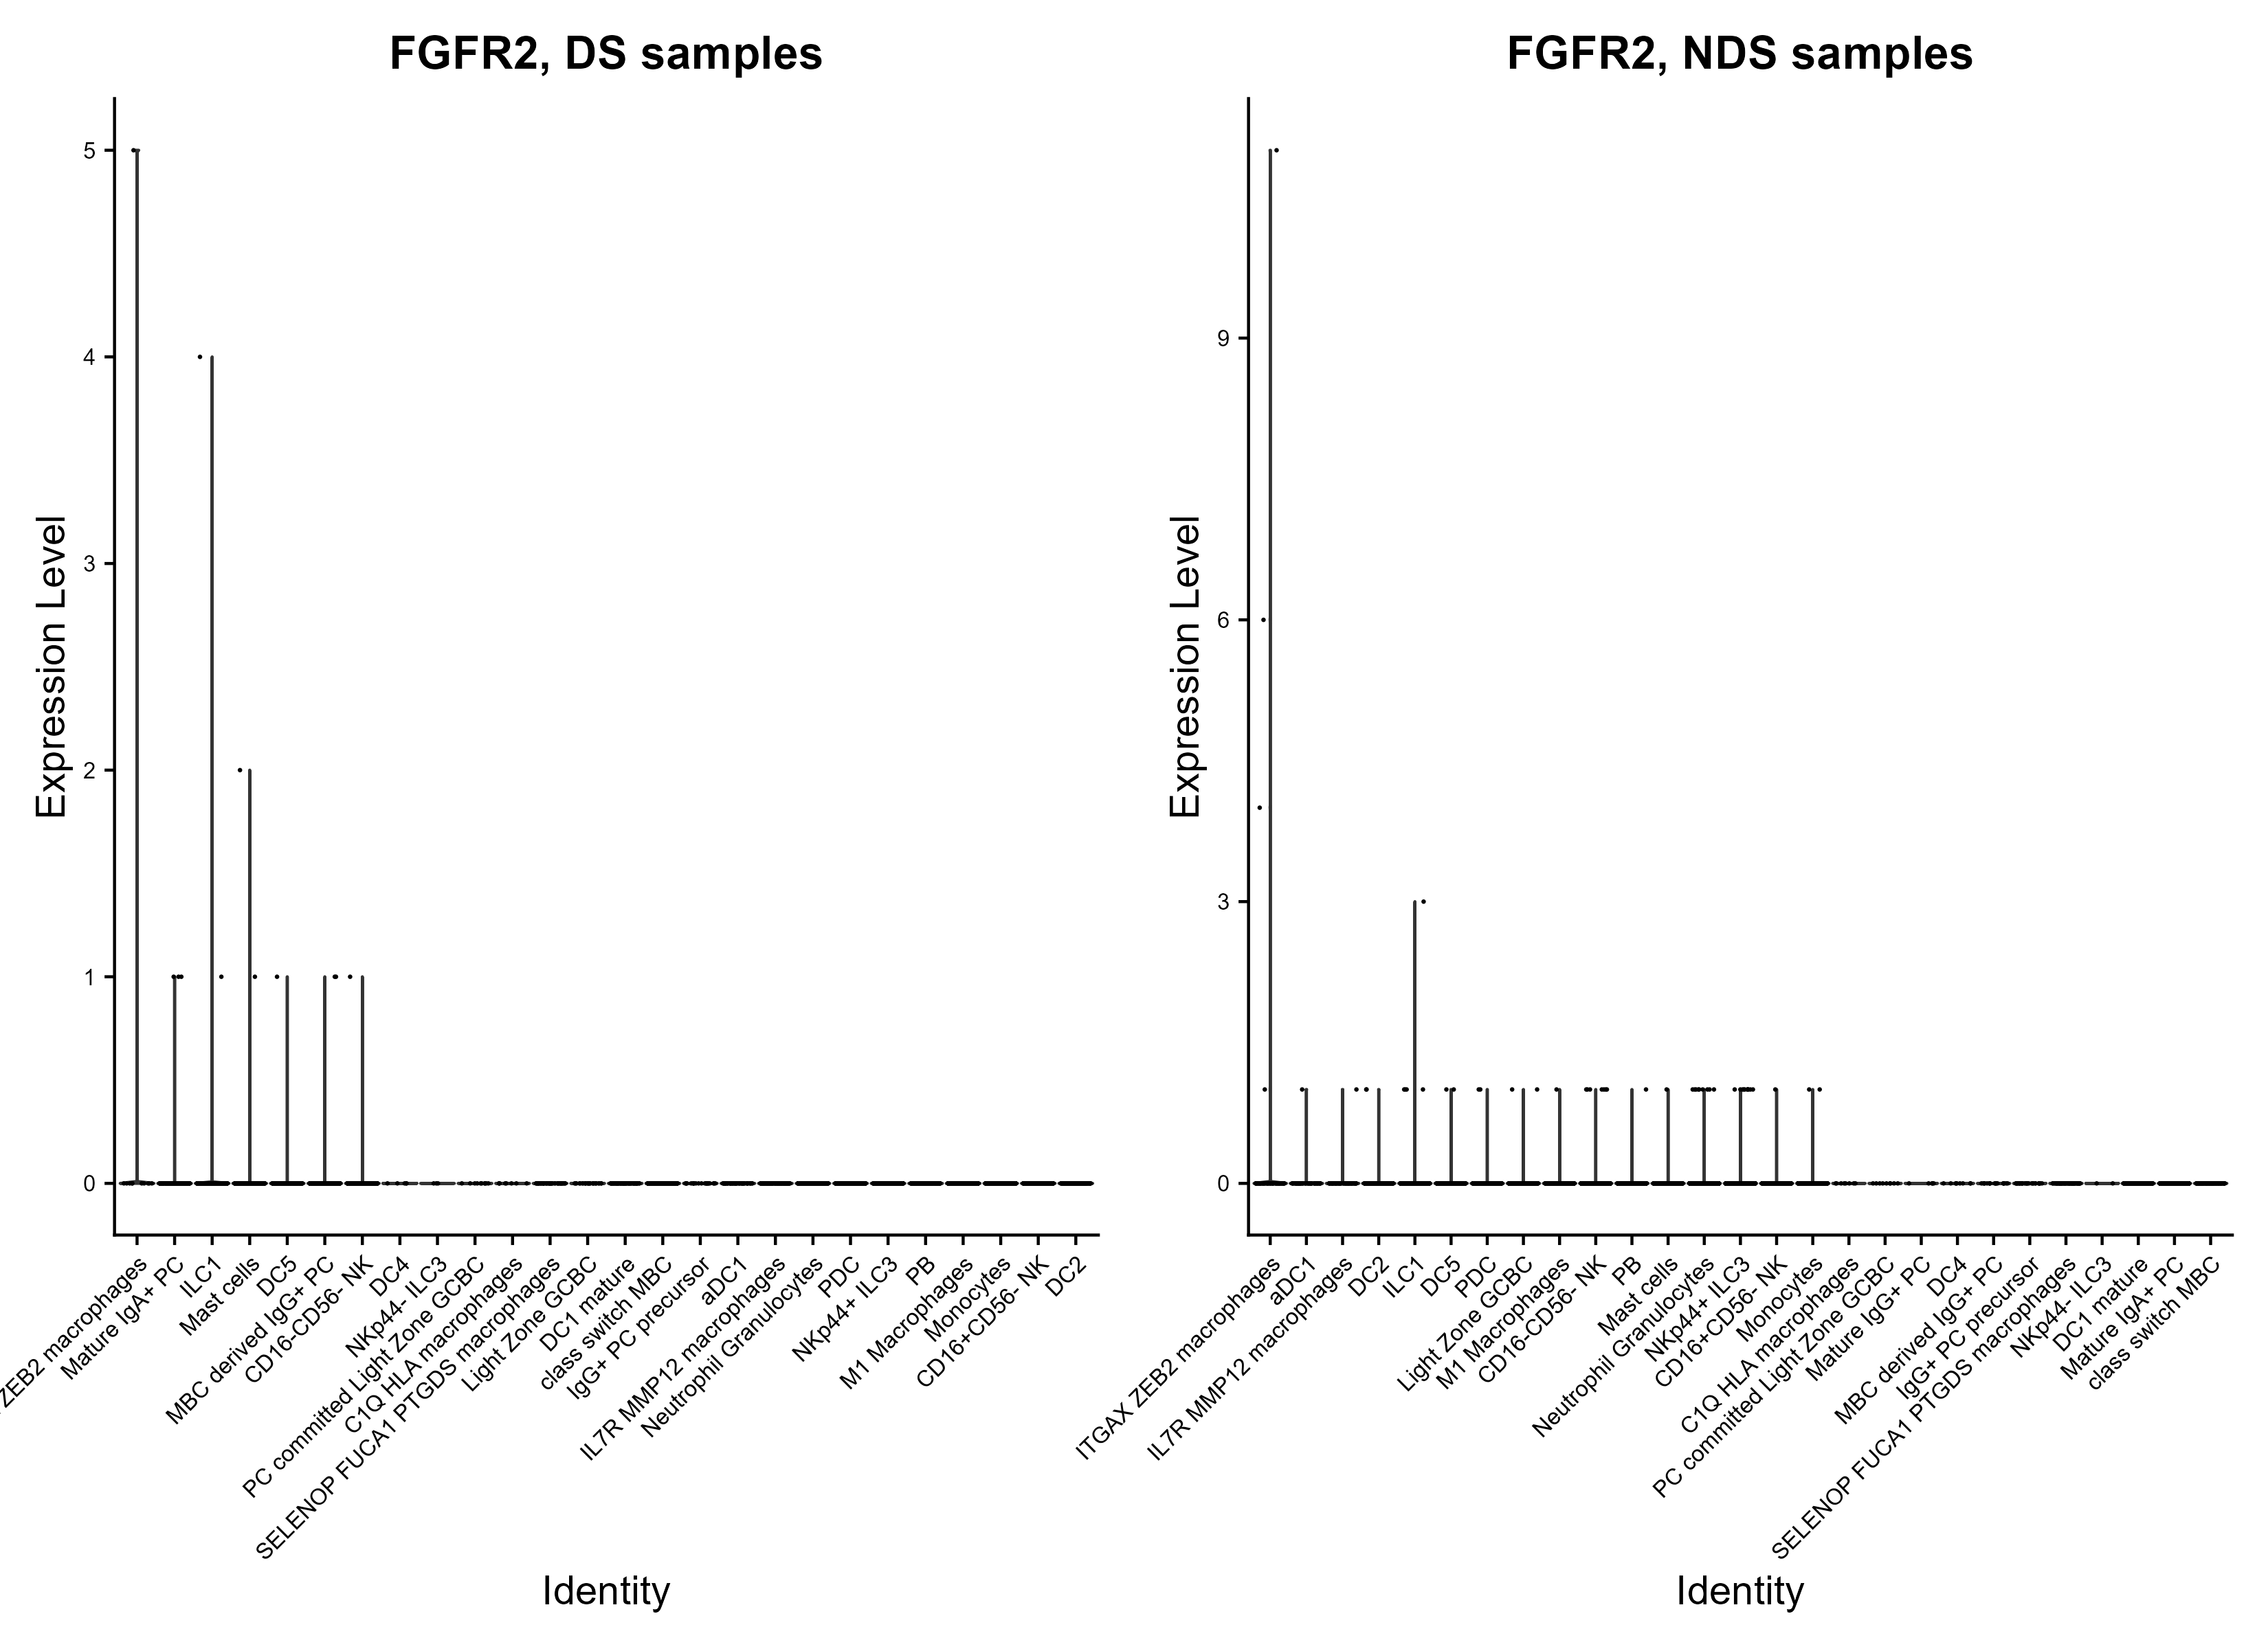 FGFR2, DS samples
Expression Level
5
4
3
2
1
0
ZEB2 macrophages
Mature IgA+ PC
ILC1
Mast cells
DC5
MBC derived IgG+ PC
CD16-CD56- NK
DC4
NKp44- ILC3
PC committed Light Zone GCBC
C1Q HLA macrophages
SELENOP FUCA1 PTGDS macrophages
Light Zone GCBC
DC1 mature
class switch MBC
IgG+ PC precursor
aDC1
IL7R MMP12 macrophages
Neutrophil Granulocytes
PDC
NKp44+ ILC3
PB
M1 Macrophages
Monocytes
CD16+CD56- NK
DC2
Identity
FGFR2, NDS samples
Expression Level
9
6
3
0
ITGAX ZEB2 macrophages
aDC1
IL7R MMP12 macrophages
DC2
ILC1
DC5
PDC
Light Zone GCBC
M1 Macrophages
CD16-CD56- NK
PB
Mast cells
Neutrophil Granulocytes
NKp44+ ILC3
CD16+CD56- NK
Monocytes
C1Q HLA macrophages
PC committed Light Zone GCBC
Mature IgG+ PC
DC4
MBC derived IgG+ PC
IgG+ PC precursor
SELENOP FUCA1 PTGDS macrophages
NKp44- ILC3
DC1 mature
Mature IgA+ PC
class switch MBC
Identity